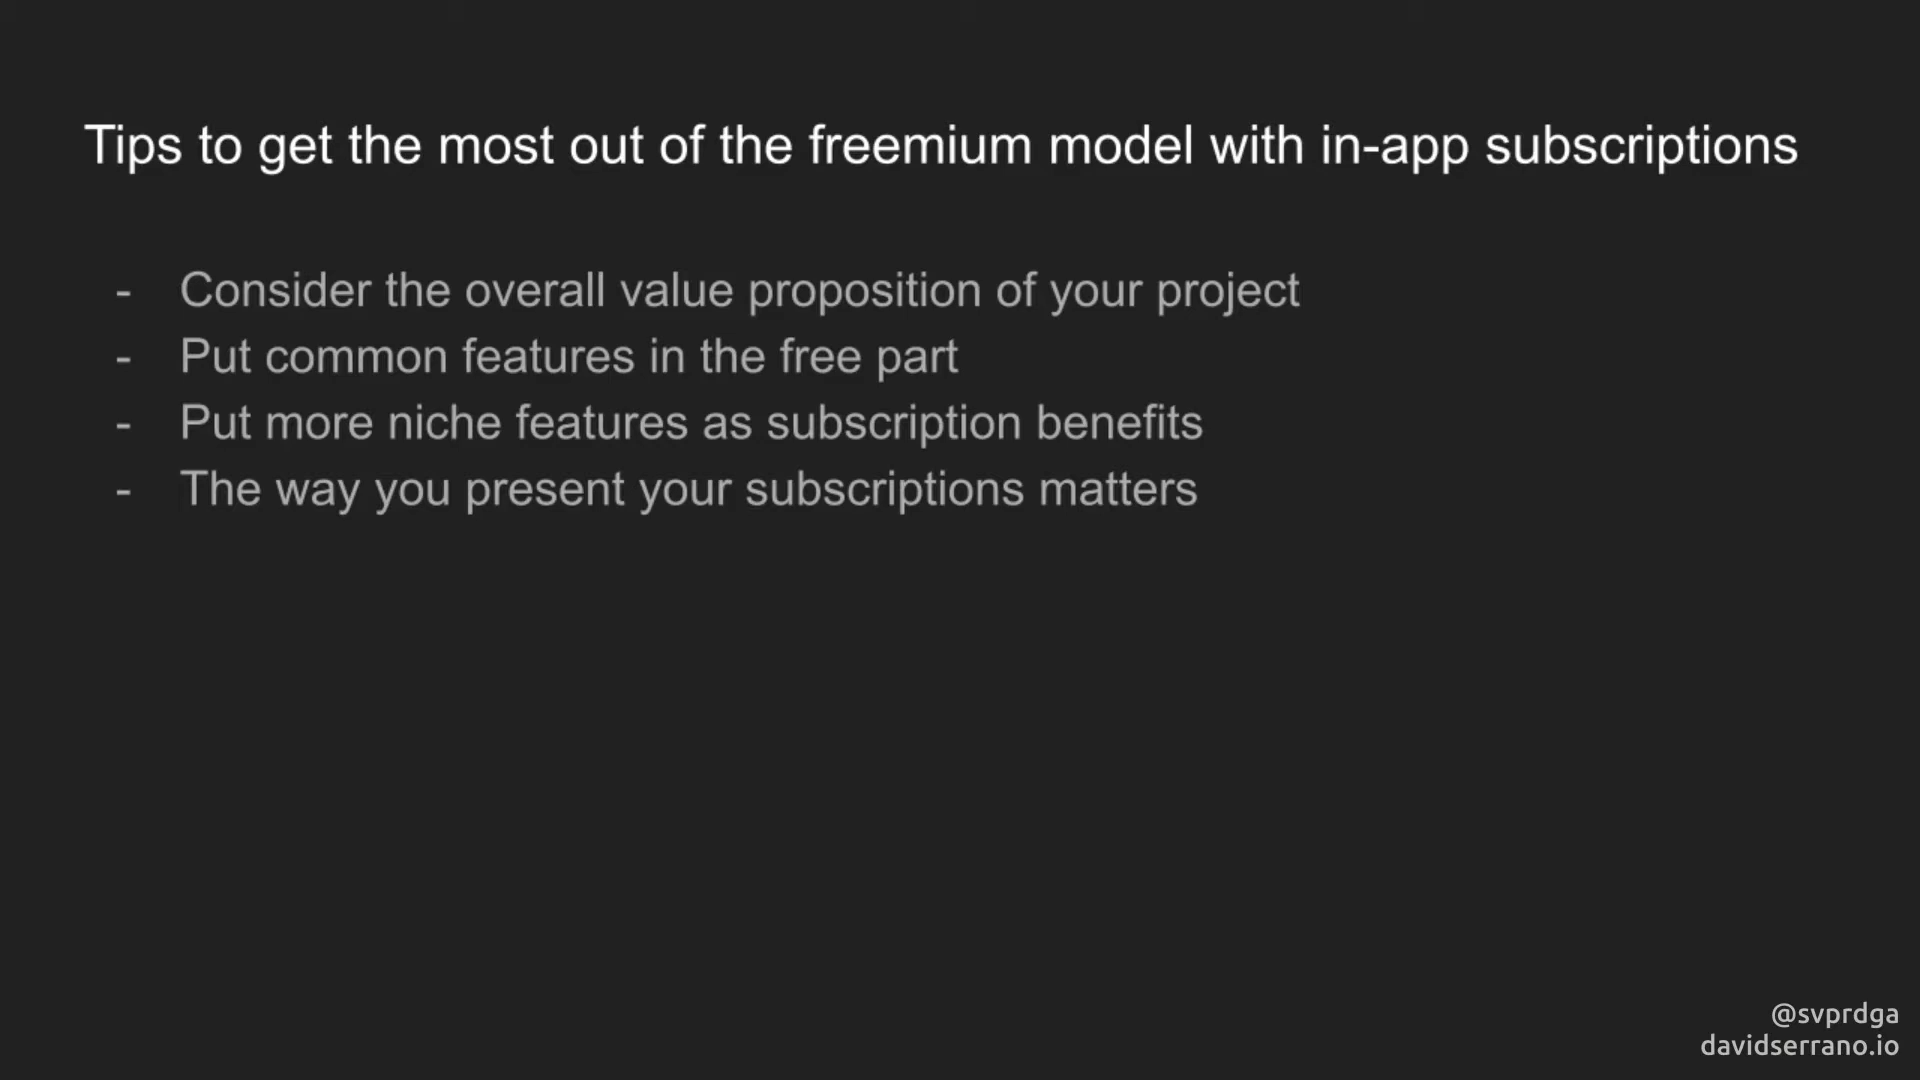 Tips to get the most out of the freemium model with in-app subscriptions
- Consider the overall value proposition of your project
- Put common features in the free part
- Put more niche features as subscription benefits
- The way you present your subscriptions matters
@svprdga
davidserrano.io